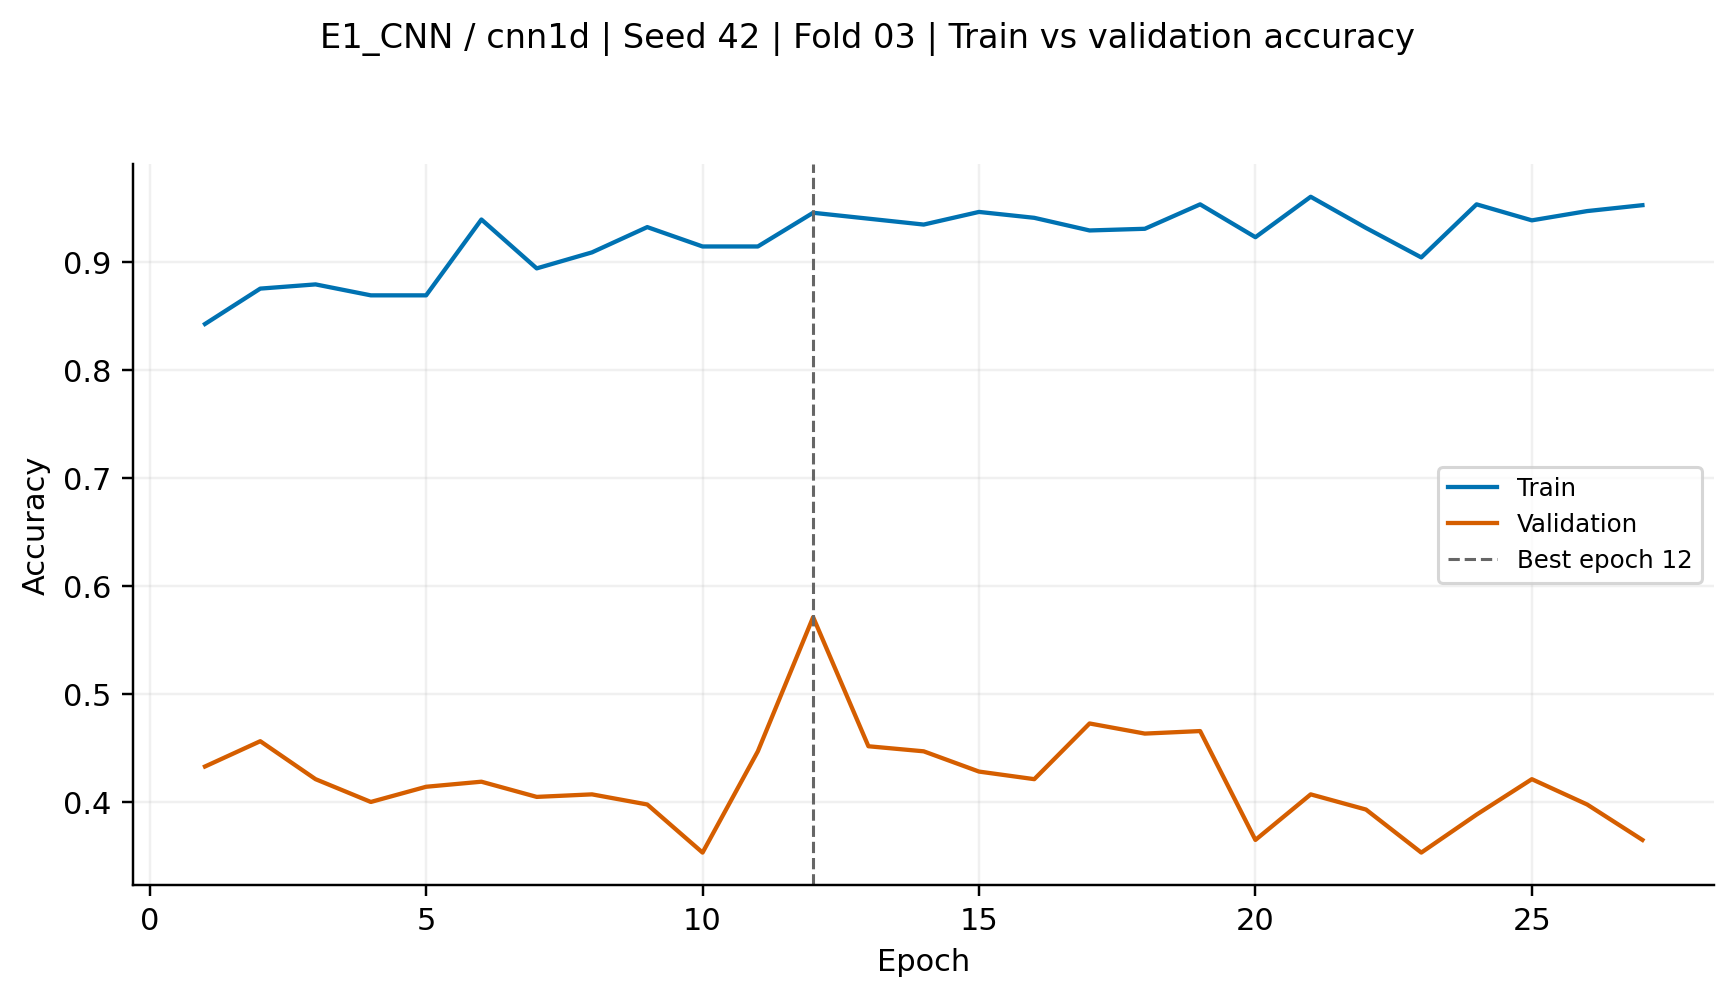 E1_CNN / cnn1d | Seed 42 | Fold 03 | Train vs validation accuracy
Accuracy
0.9
0.8
0.7
0.6
0.5
0.4
Train
Validation
Best epoch 12
0 5 10 15 20 25
Epoch